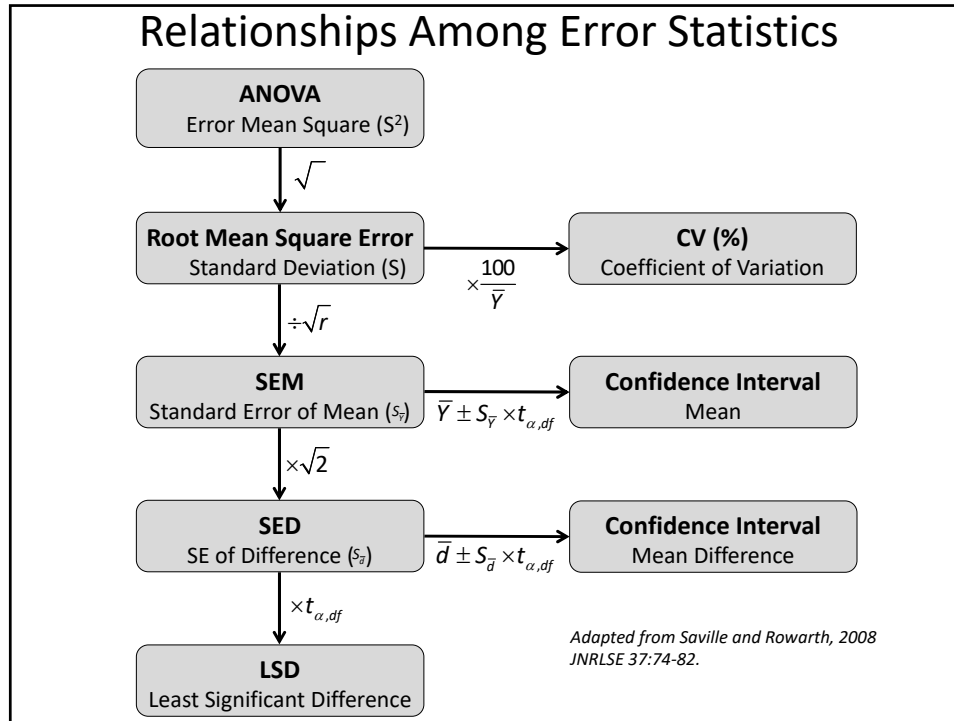 Relationships Among Error Statistics
ANOVA
Error Mean Square (S²)
√
Root Mean Square Error
Standard Deviation (S)
× 100/Y̅
CV (%)
Coefficient of Variation
÷√r
SEM
Standard Error of Mean (S_Y̅)
Y̅ ± S_Y̅ × t_α,df
Confidence Interval
Mean
×√2
SED
SE of Difference (S_d̅)
d̅ ± S_d̅ × t_α,df
Confidence Interval
Mean Difference
×t_α,df
LSD
Least Significant Difference
Adapted from Saville and Rowarth, 2008
JNRLSE 37:74-82.